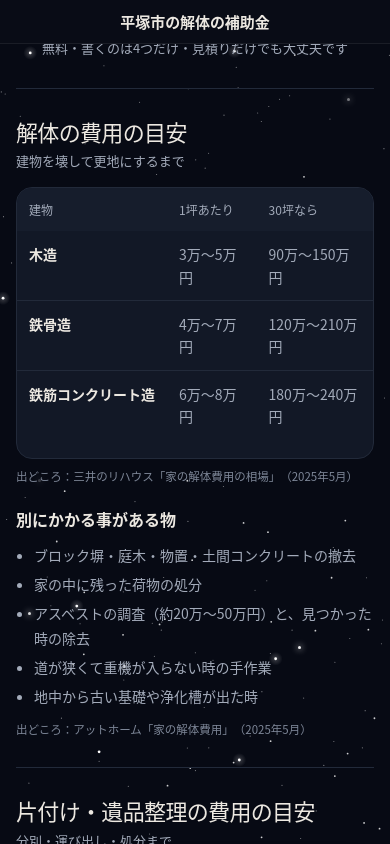 平塚市の解体の補助金
無料・書くのは4つだけ・見積りだけでも大丈夫です
解体の費用の目安
建物を壊して更地にするまで
建物 1坪あたり 30坪なら
木造 3万〜5万円 90万〜150万円
鉄骨造 4万〜7万円 120万〜210万円
鉄筋コンクリート造 6万〜8万円 180万〜240万円
出どころ：三井のリハウス「家の解体費用の相場」（2025年5月）
別にかかる事がある物
ブロック塀・庭木・物置・土間コンクリートの撤去
家の中に残った荷物の処分
アスベストの調査（約20万〜50万円）と、見つかった
時の除去
道が狭くて重機が入らない時の手作業
地中から古い基礎や浄化槽が出た時
出どころ：アットホーム「家の解体費用」（2025年5月）
片付け・遺品整理の費用の目安
分別・運び出し・処分まで